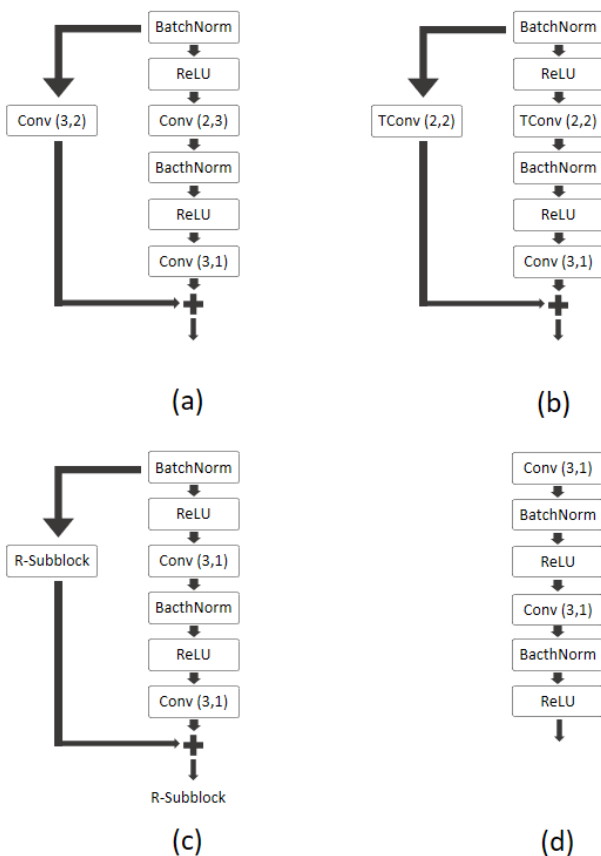 BatchNorm
ReLU
Conv (3,2)
Conv (2,3)
BacthNorm
ReLU
Conv (3,1)
(a)
BatchNorm
ReLU
TConv (2,2)
TConv (2,2)
BacthNorm
ReLU
Conv (3,1)
(b)
BatchNorm
ReLU
R-Subblock
Conv (3,1)
BacthNorm
ReLU
Conv (3,1)
R-Subblock
(c)
Conv (3,1)
BatchNorm
ReLU
Conv (3,1)
BacthNorm
ReLU
(d)